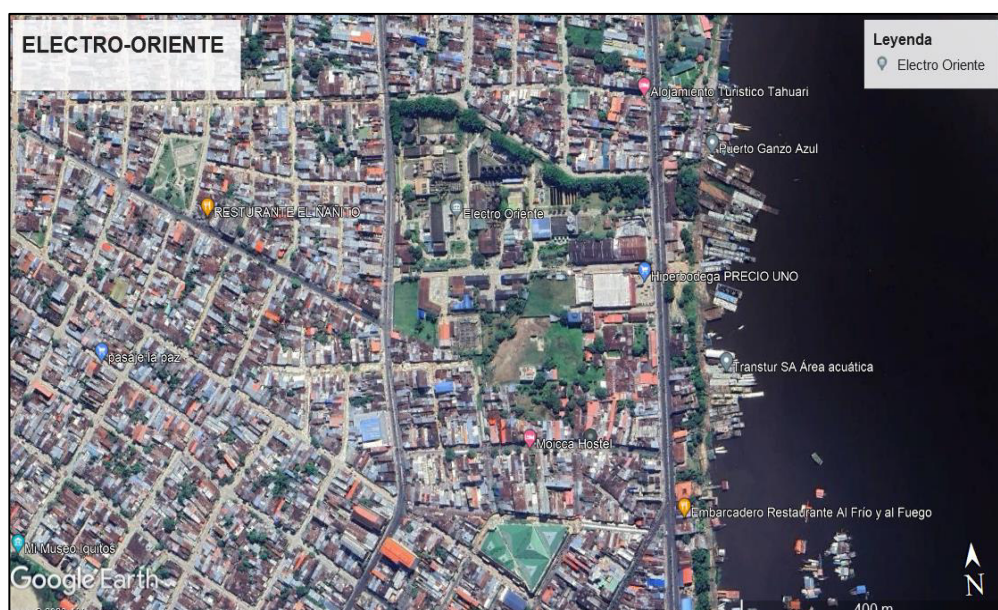 ELECTRO-ORIENTE
Leyenda
Electro Oriente
Alojamiento Turistico Tahuari
Puerto Ganzo Azul
RESTURANTE EL ÑAÑITO
Electro Oriente
Hiperbodega PRECIO UNO
pasaje la paz
Transtur SA Área acuática
Moicca Hostel
Embarcadero Restaurante Al Frío y al Fuego
Mi Museo Iquitos
Google Earth
N
400 m